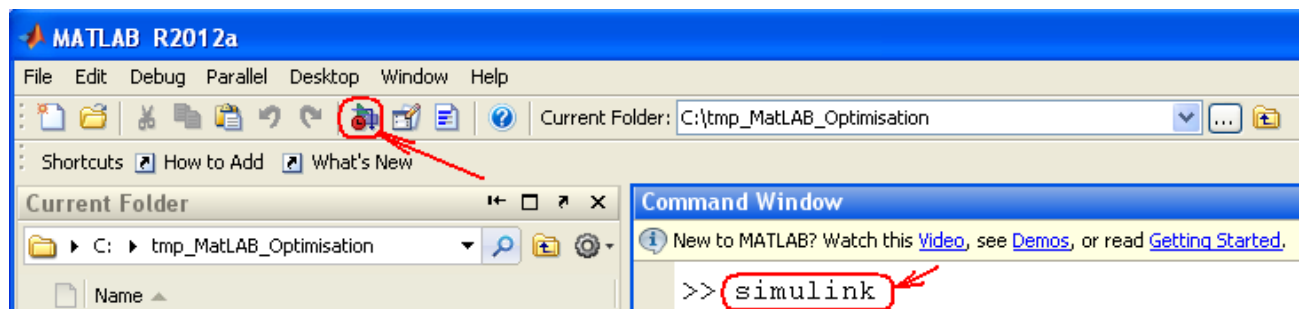 MATLAB R2012a
File Edit Debug Parallel Desktop Window Help
Current Folder: C:\tmp_MatLAB_Optimisation ...
Shortcuts How to Add What's New
Current Folder
C: tmp_MatLAB_Optimisation
Name
Command Window
New to MATLAB? Watch this Video, see Demos, or read Getting Started.
>> simulink